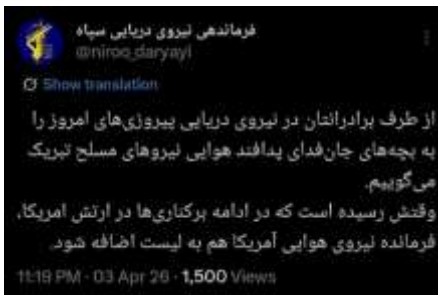 فرماندهی نیروی دریایی سپاه
@niroo_daryayi
Show translation
از طرف برادرانتان در نیروی دریایی پیروزی‌های امروز را
به بچه‌های جان‌فدای پدافند هوایی نیروهای مسلح تبریک
می‌گوییم.
وقتش رسیده است که در ادامه برکناری‌ها در ارتش امریکا،
فرمانده نیروی هوایی آمریکا هم به لیست اضافه شود.
11:19 PM · 03 Apr 26 · 1,500 Views